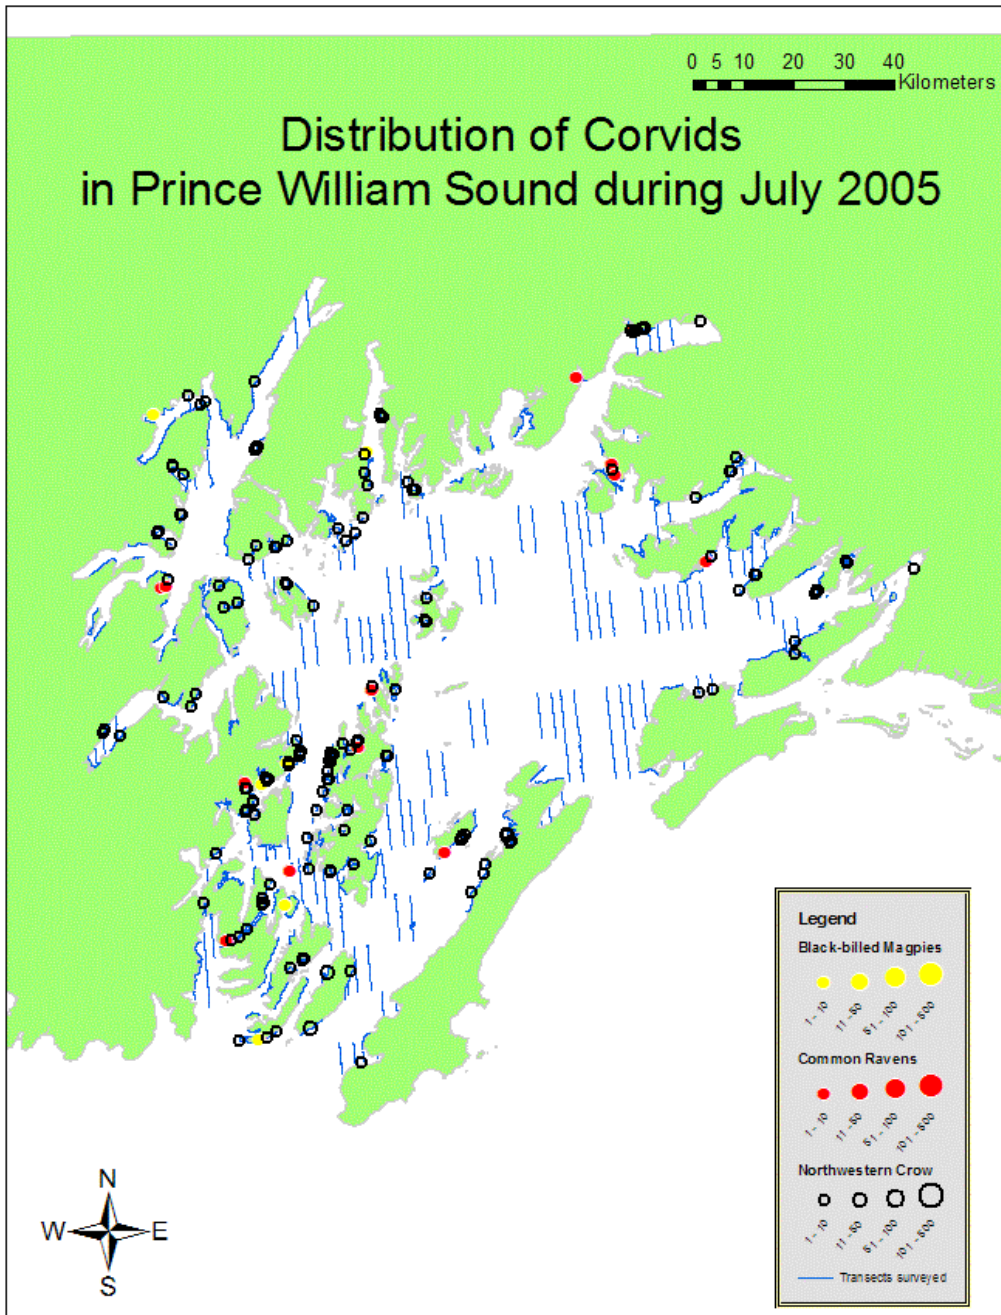 0 5 10 20 30 40
Kilometers
Distribution of Corvids
in Prince William Sound during July 2005
Legend
Black-billed Magpies
1 - 10
11 - 50
51 - 100
101 - 500
Common Ravens
1 - 10
11 - 50
51 - 100
101 - 500
Northwestern Crow
1 - 10
11 - 50
51 - 100
101 - 500
Transects surveyed
N
W E
S